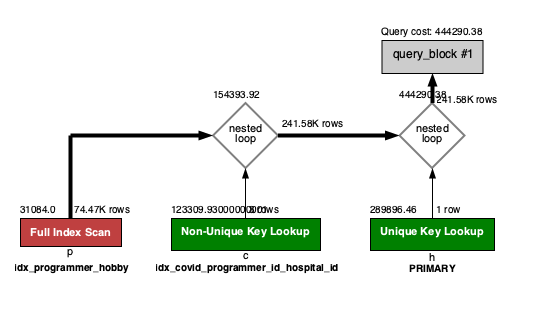 Query cost: 444290.38
query_block #1
154393.92
444290.38
241.58K rows
nested
loop
241.58K rows
nested
loop
31084.0
74.47K rows
123309.93000000001
rows
289896.46
1 row
Full Index Scan
Non-Unique Key Lookup
Unique Key Lookup
p
c
h
idx_programmer_hobby
idx_covid_programmer_id_hospital_id
PRIMARY